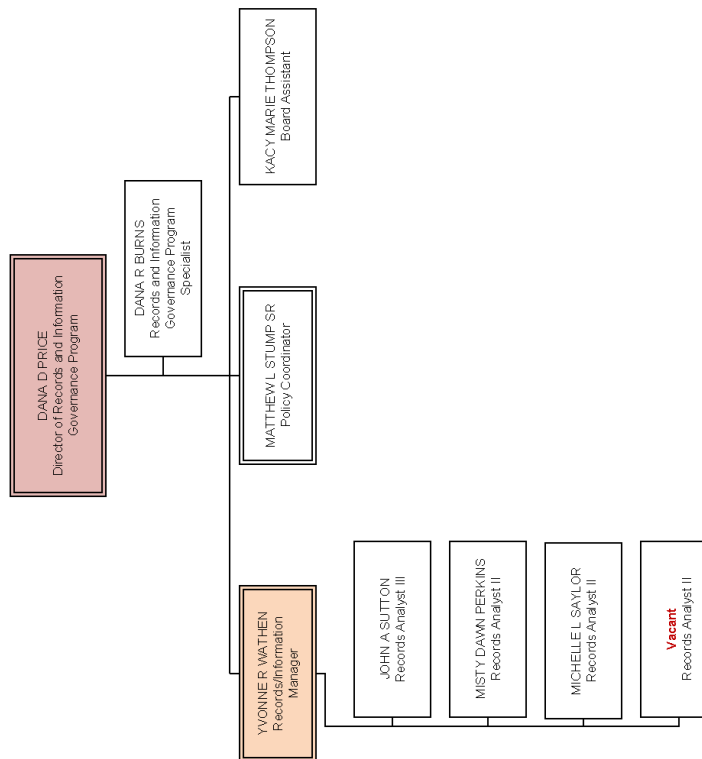 DANA D PRICE
Director of Records and Information
Governance Program
DANA R BURNS
Records and Information
Governance Program
Specialist
YVONNE R WATHEN
Records/Information
Manager
MATTHEW L STUMP SR
Policy Coordinator
KACY MARIE THOMPSON
Board Assistant
JOHN A SUTTON
Records Analyst III
MISTY DAWN PERKINS
Records Analyst II
MICHELLE L SAYLOR
Records Analyst II
Vacant
Records Analyst II